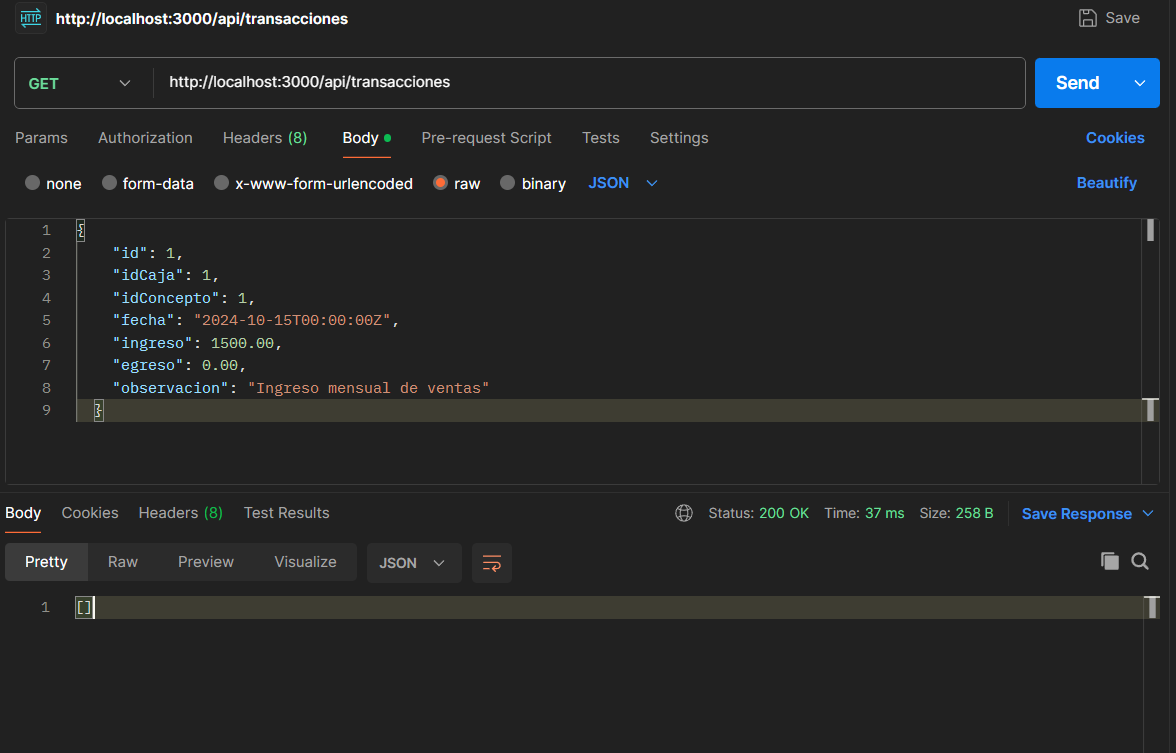 HTTP http://localhost:3000/api/transacciones Save
GET http://localhost:3000/api/transacciones Send
Params Authorization Headers (8) Body Pre-request Script Tests Settings Cookies
none form-data x-www-form-urlencoded raw binary JSON Beautify
1 {
2 "id": 1,
3 "idCaja": 1,
4 "idConcepto": 1,
5 "fecha": "2024-10-15T00:00:00Z",
6 "ingreso": 1500.00,
7 "egreso": 0.00,
8 "observacion": "Ingreso mensual de ventas"
9 }
Body Cookies Headers (8) Test Results Status: 200 OK Time: 37 ms Size: 258 B Save Response
Pretty Raw Preview Visualize JSON
1 []